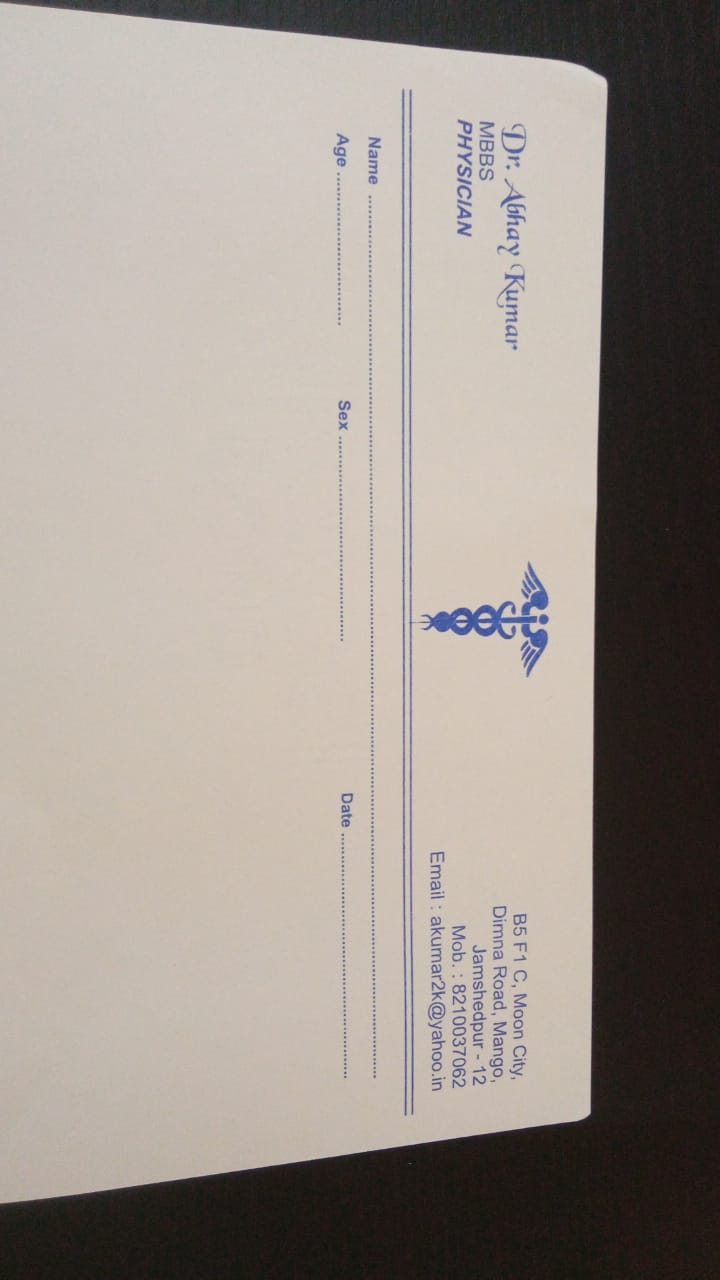 Dr. Abhay Kumar
MBBS
PHYSICIAN
B5 F1 C, Moon City,
Dimna Road, Mango,
Jamshedpur - 12
Mob. : 8210037062
Email : akumar2k@yahoo.in
Name ................................................................................
Age .............................. Sex .............................. Date ..............................